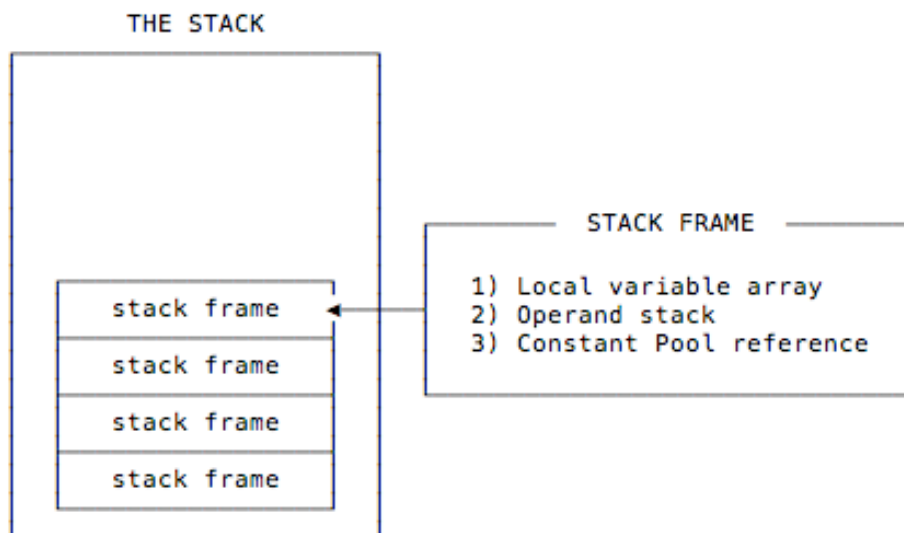 THE STACK
stack frame
stack frame
stack frame
stack frame
STACK FRAME
1) Local variable array
2) Operand stack
3) Constant Pool reference